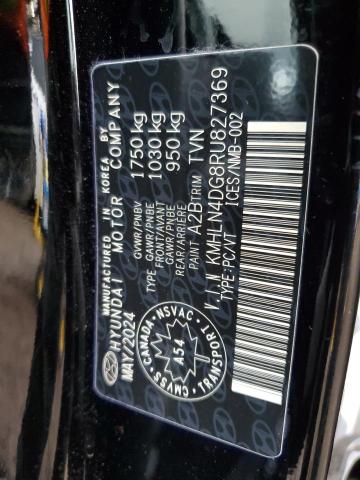 MANUFACTURED IN KOREA BY
HYUNDAI MOTOR COMPANY
MAY/2024
GVWR/PNBV 1750 kg
TYPE GAWR/PNBE
FRONT/AVANT 1030 kg
GAWR/PNBE
REAR/ARRIÈRE 950 kg
PAINT A2B TRIM TVN
CANADA · NSVAC ·
A54
CMVSS · TRANSPORT ·
V.I.N KMHLN4DG8RU827369
TYPE:PC/VT ICES/NMB-002